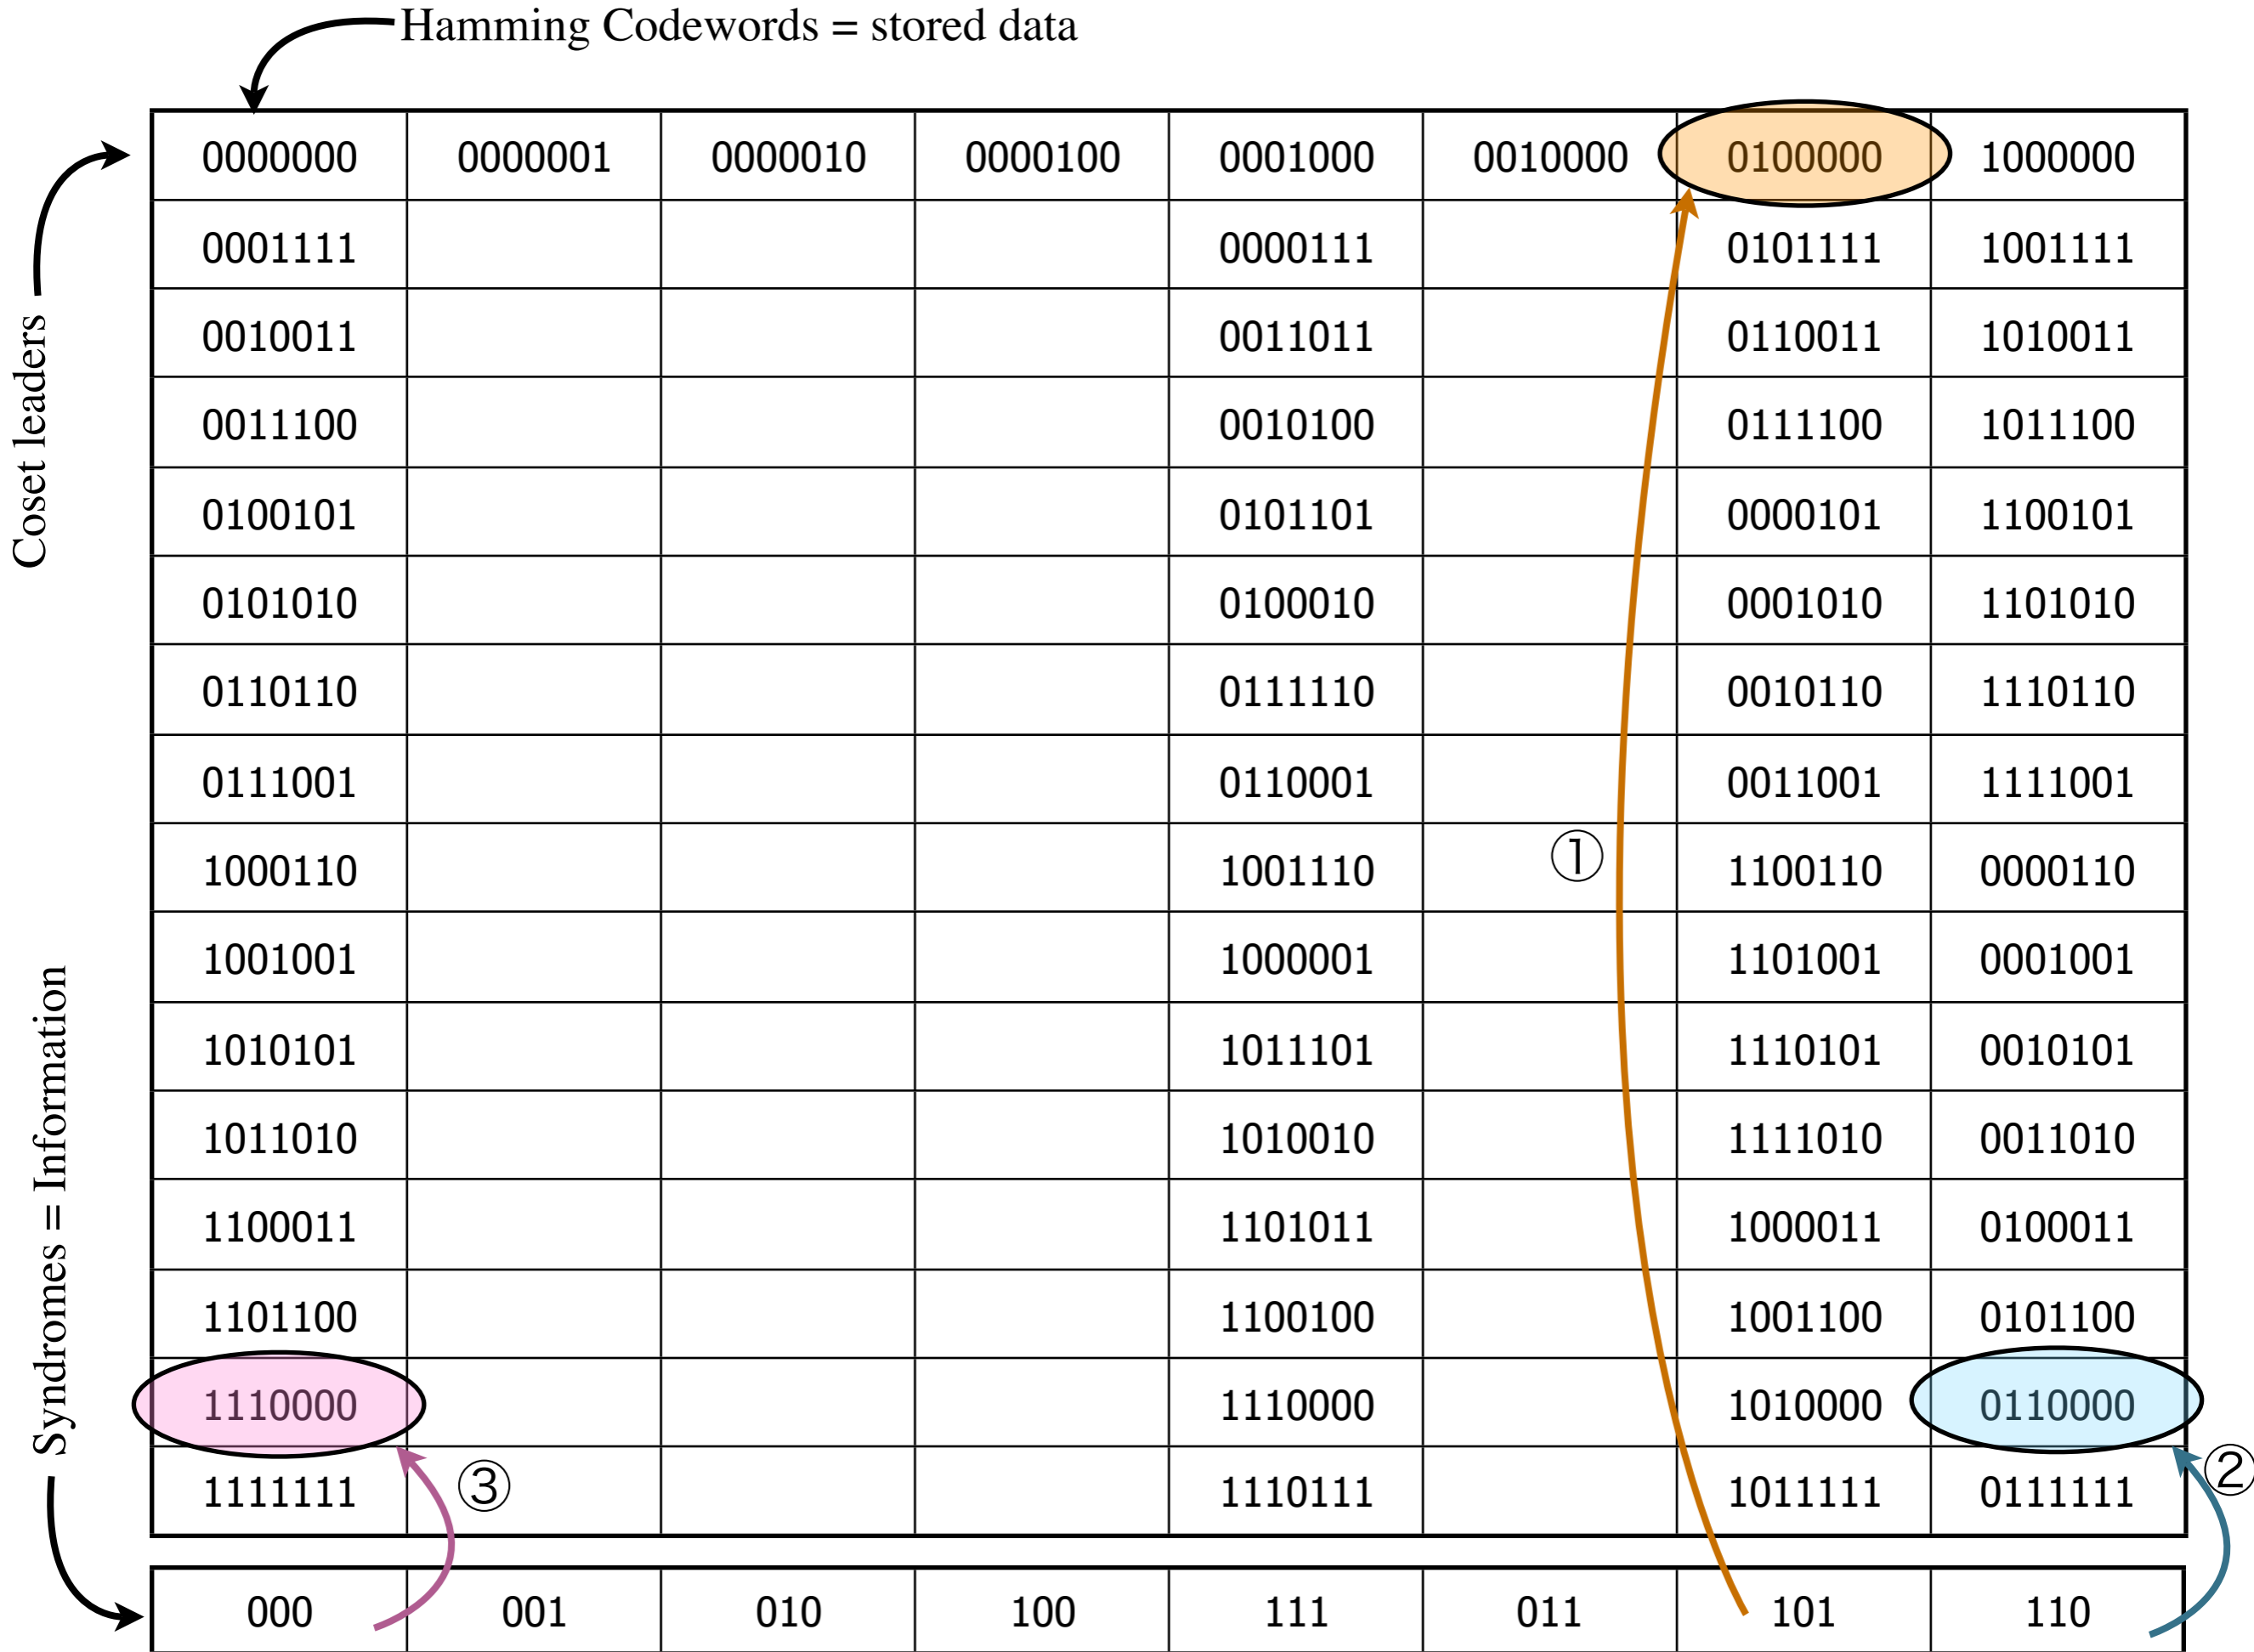 Hamming Codewords = stored data
Coset leaders
0000000 0000001 0000010 0000100 0001000 0010000 0100000 1000000
0001111 0000111 0101111 1001111
0010011 0011011 0110011 1010011
0011100 0010100 0111100 1011100
0100101 0101101 0000101 1100101
0101010 0100010 0001010 1101010
0110110 0111110 0010110 1110110
0111001 0110001 0011001 1111001
1000110 1001110 ① 1100110 0000110
1001001 1000001 1101001 0001001
1010101 1011101 1110101 0010101
1011010 1010010 1111010 0011010
1100011 1101011 1000011 0100011
1101100 1100100 1001100 0101100
1110000 1110000 1010000 0110000
1111111 ③ 1110111 1011111 0111111 ②
Syndromes = Information
000 001 010 100 111 011 101 110